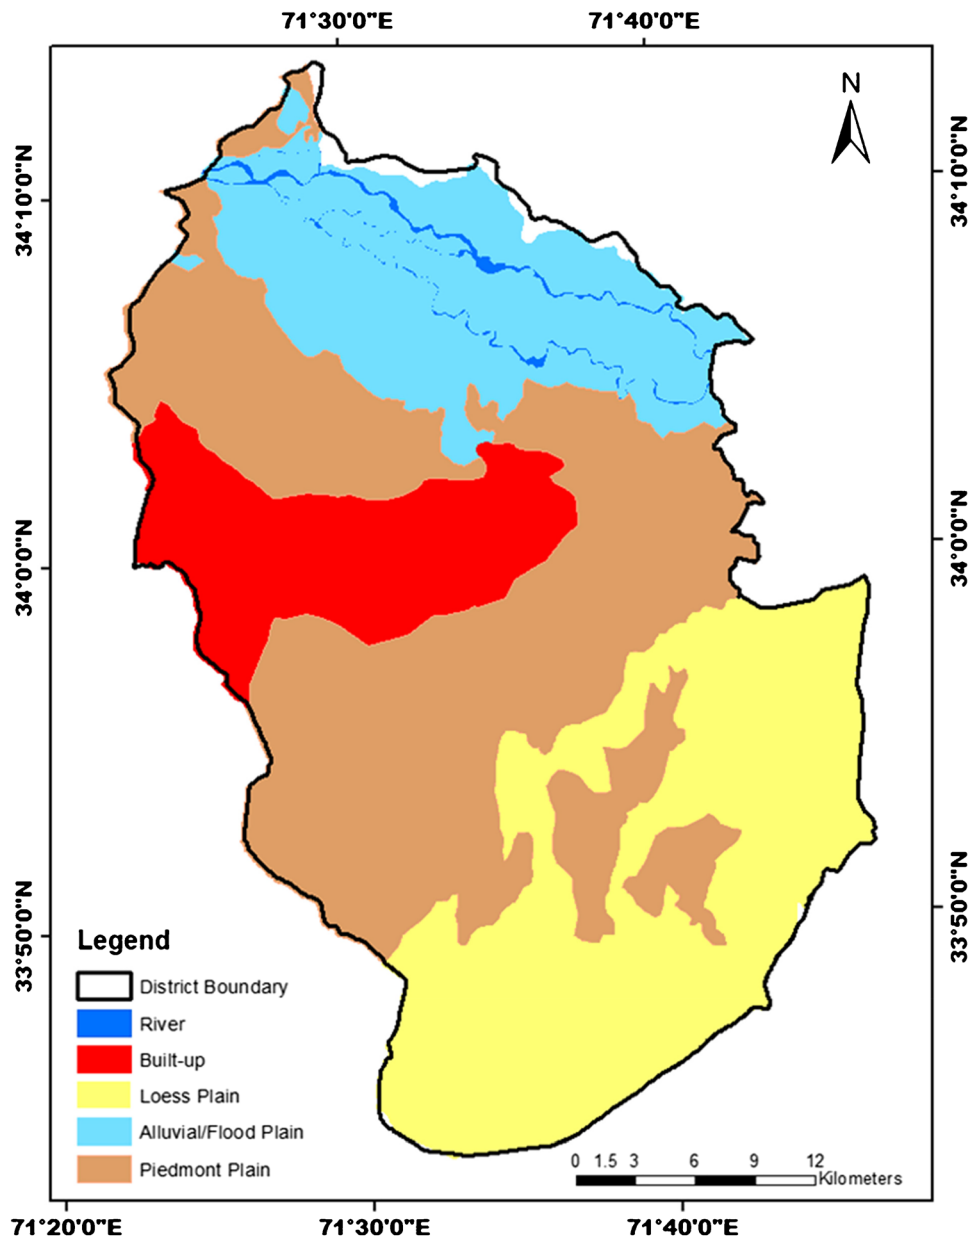 71°30'0"E 71°40'0"E
N
34°10'0"N
34°10'0"N
34°0'0"N
34°0'0"N
33°50'0"N
33°50'0"N
Legend
District Boundary
River
Built-up
Loess Plain
Alluvial/Flood Plain
Piedmont Plain
0 1.5 3 6 9 12
Kilometers
71°20'0"E 71°30'0"E 71°40'0"E